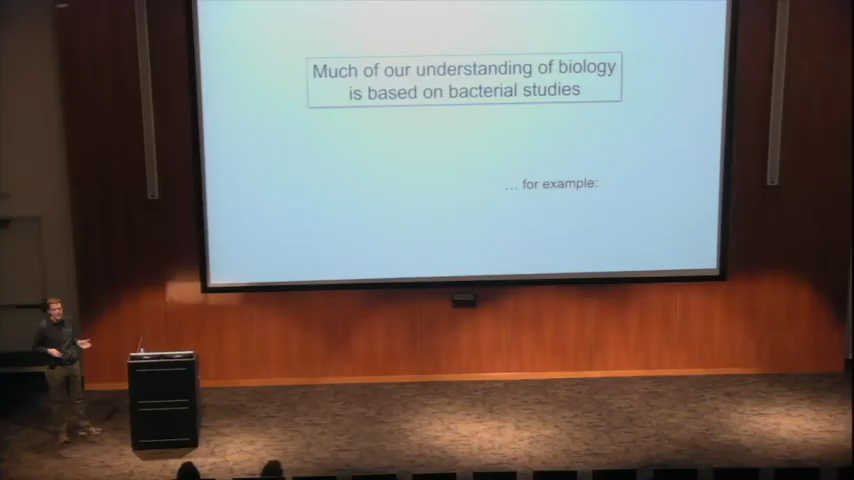 Much of our understanding of biology
is based on bacterial studies
... for example: